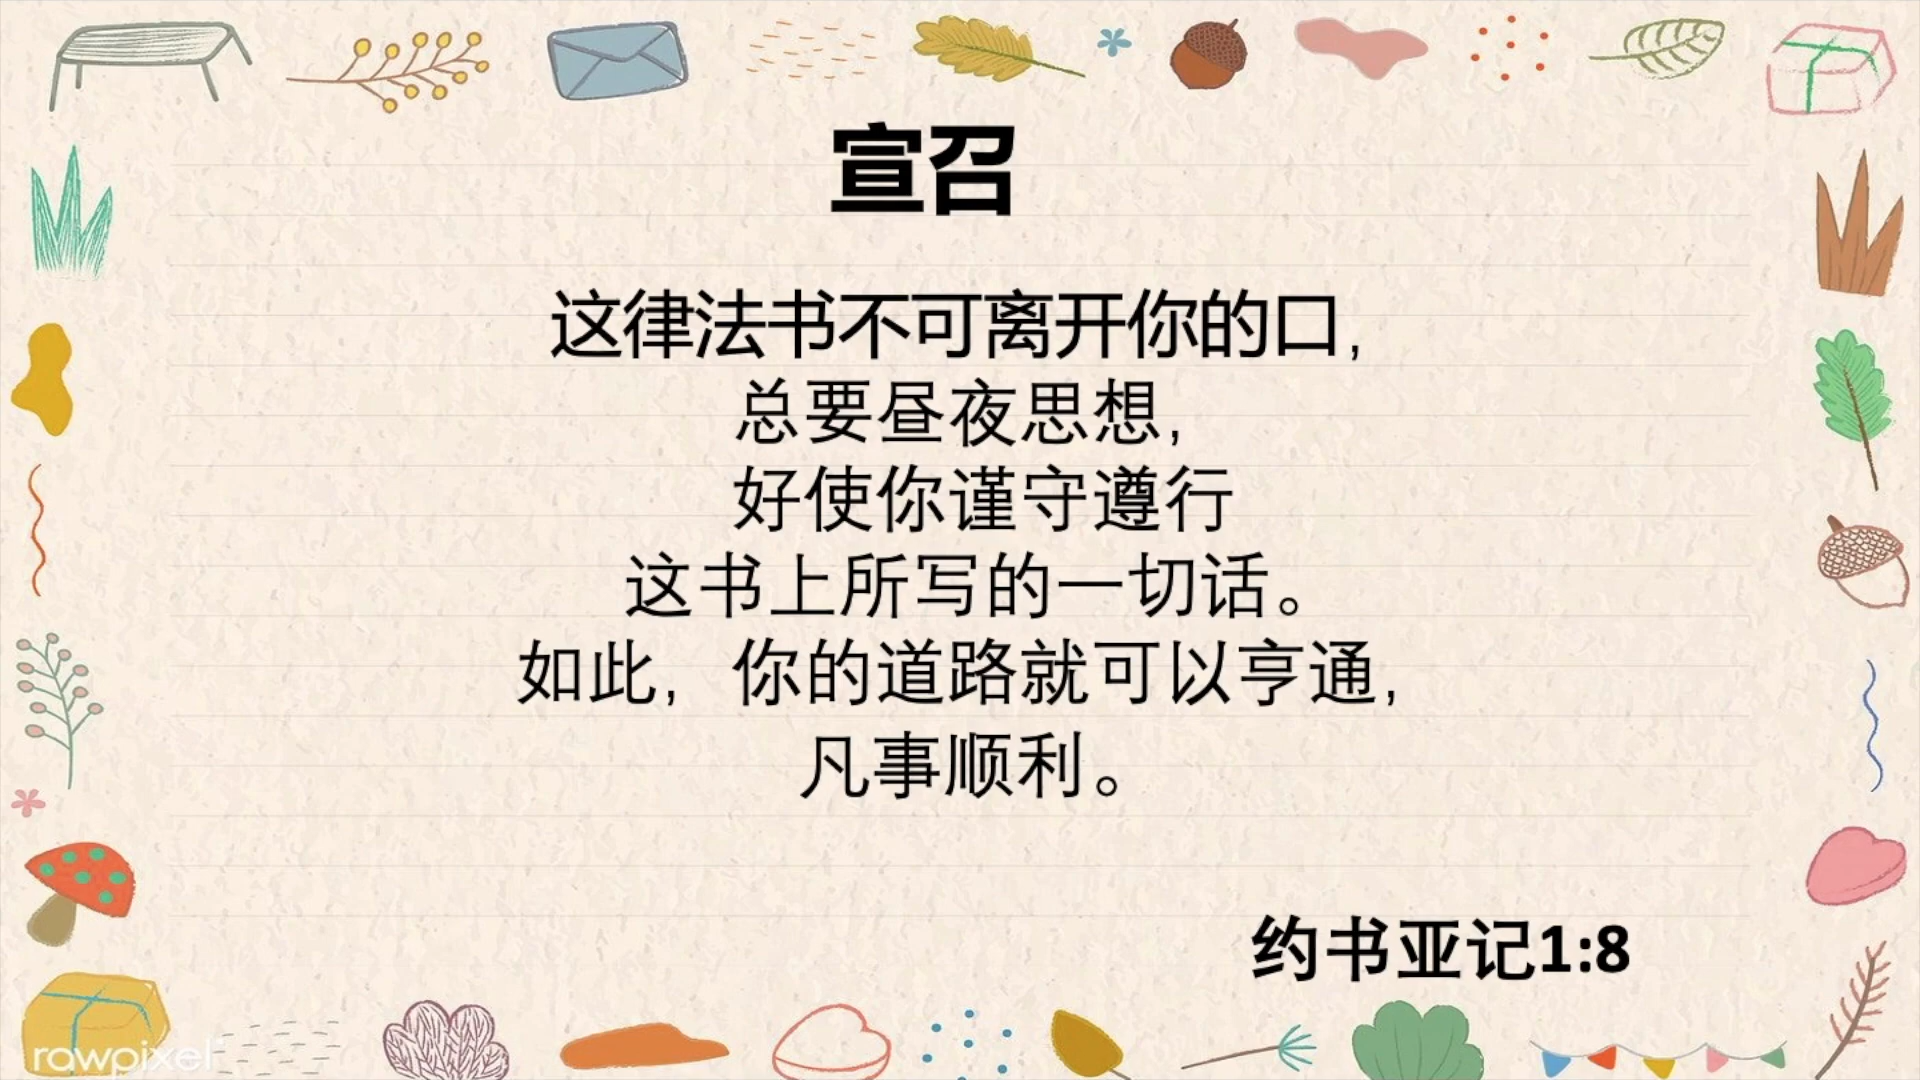 宣召
这律法书不可离开你的口,
总要昼夜思想,
好使你谨守遵行
这书上所写的一切话。
如此, 你的道路就可以亨通,
凡事顺利。
约书亚记1:8
rawpixel